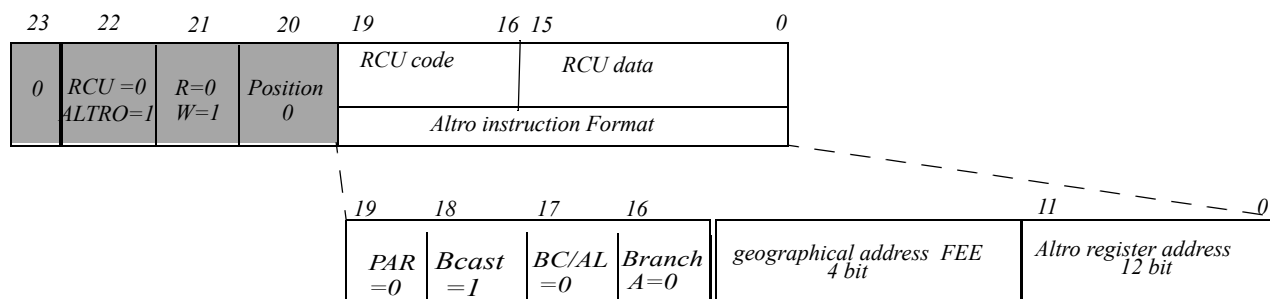 23 22 21 20 19 16 15 0
0 RCU =0 R=0 Position RCU code RCU data
ALTRO=1 W=1 0 Altro instruction Format
19 18 17 16 11 0
PAR Bcast BC/AL Branch geographical address FEE Altro register address
=0 =1 =0 A=0 4 bit 12 bit